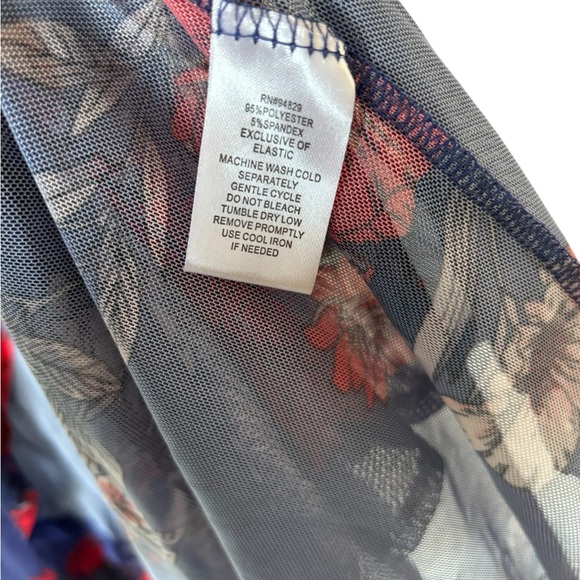 RN#94829
95%POLYESTER
5%SPANDEX
EXCLUSIVE OF
ELASTIC
MACHINE WASH COLD
SEPARATELY
GENTLE CYCLE
DO NOT BLEACH
TUMBLE DRY LOW
REMOVE PROMPTLY
USE COOL IRON
IF NEEDED